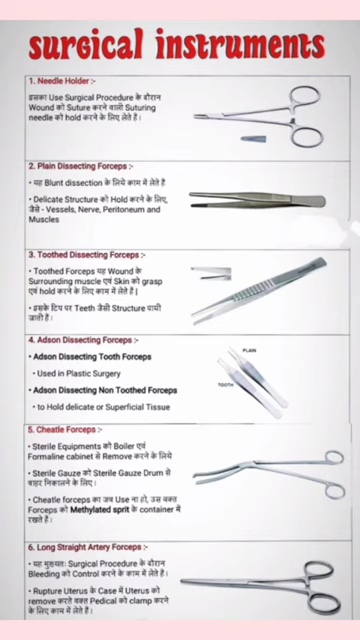 surgical instruments
1. Needle Holder :-
इसका Use Surgical Procedure के दौरान
Wound को Suture करने वाली Suturing
needle को hold करने के लिए लेते हैं।
2. Plain Dissecting Forceps :-
• यह Blunt dissection के लिये काम में लेते है
• Delicate Structure को Hold करने के लिए,
जैसे - Vessels, Nerve, Peritoneum and
Muscles
3. Toothed Dissecting Forceps :-
• Toothed Forceps यह Wound के
Surrounding muscle एवं Skin को grasp
एवं hold करने के लिए काम में लेते है |
• इसके टिप पर Teeth जैसी Structure पायी
जाती है।
4. Adson Dissecting Forceps :-
• Adson Dissecting Tooth Forceps
• Used in Plastic Surgery
• Adson Dissecting Non Toothed Forceps
• to Hold delicate or Superficial Tissue
PLAIN
TOOTH
5. Cheatle Forceps :-
• Sterile Equipments को Boiler एवं
Formaline cabinet से Remove करने के लिये
• Sterile Gauze को Sterile Gauze Drum से
बाहर निकालने के लिए।
• Cheatle forceps का जब Use ना हो, उस वक्त
Forceps को Methylated sprit के container में
रखते हैं।
6. Long Straight Artery Forceps :-
• यह मुख्यतः Surgical Procedure के दौरान
Bleeding को Control करने के काम में लेते है।
• Rupture Uterus के Case में Uterus को
remove करते वक्त Pedical को clamp करने
के लिए काम में लेते है।